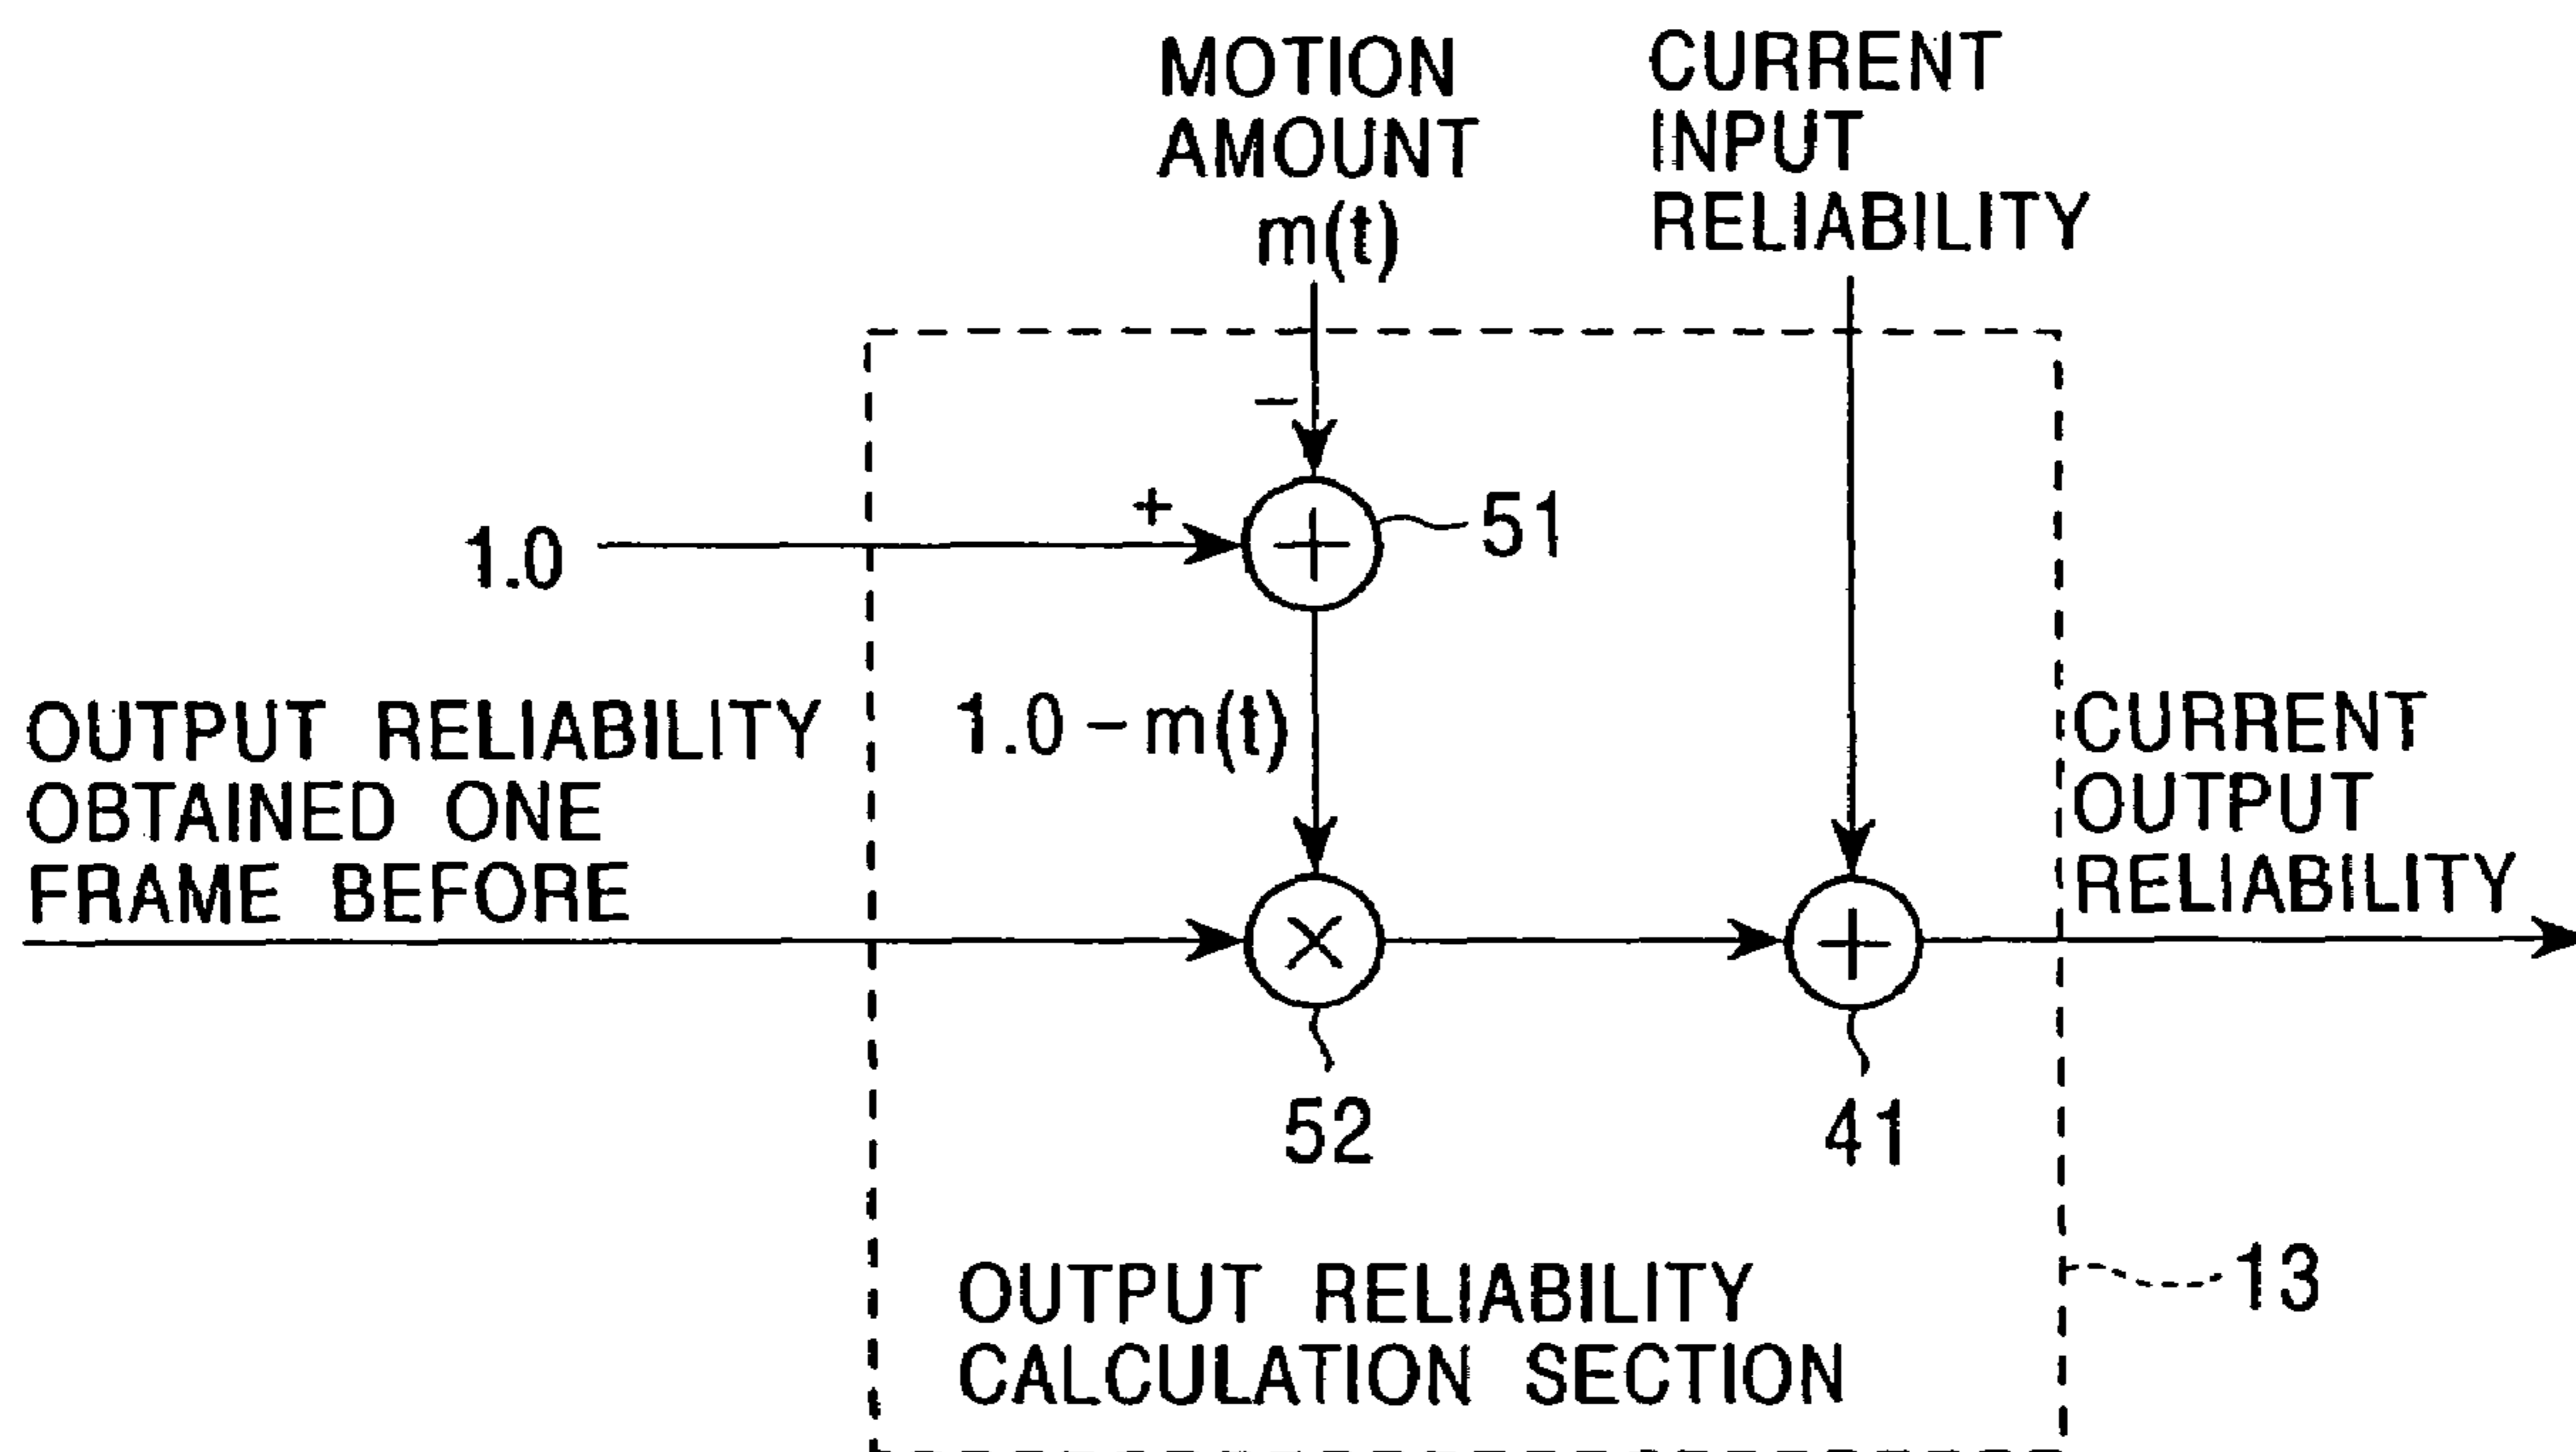 MOTION
AMOUNT
m(t)
CURRENT
INPUT
RELIABILITY
−
+
1.0
+
51
1.0 − m(t)
OUTPUT RELIABILITY
OBTAINED ONE
FRAME BEFORE
CURRENT
OUTPUT
RELIABILITY
×
+
52
41
OUTPUT RELIABILITY
CALCULATION SECTION
13